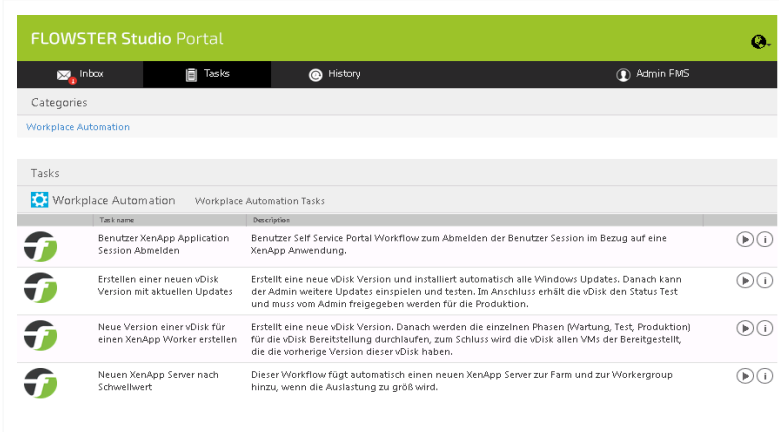 FLOWSTER Studio Portal
Inbox Tasks History Admin FMS
Categories
Workplace Automation
Tasks
Workplace Automation Workplace Automation Tasks
Task name Description
Benutzer XenApp Application Benutzer Self Service Portal Workflow zum Abmelden der Benutzer Session im Bezug auf eine
Session Abmelden XenApp Anwendung.
Erstellen einer neuen vDisk Erstellt eine neue vDisk Version und installiert automatisch alle Windows Updates. Danach kann
Version mit aktuellen Updates der Admin weitere Updates einspielen und testen. Im Anschluss erhält die vDisk den Status Test
und muss vom Admin freigegeben werden für die Produktion.
Neue Version einer vDisk für Erstellt eine neue vDisk Version. Danach werden die einzelnen Phasen (Wartung, Test, Produktion)
einen XenApp Worker erstellen für die vDisk Bereitstellung durchlaufen, zum Schluss wird die vDisk allen VMs der Bereitgestellt,
die die vorherige Version dieser vDisk haben.
Neuen XenApp Server nach Dieser Workflow fügt automatisch einen neuen XenApp Server zur Farm und zur Workergroup
Schwellwert hinzu, wenn die Auslastung zu größ wird.